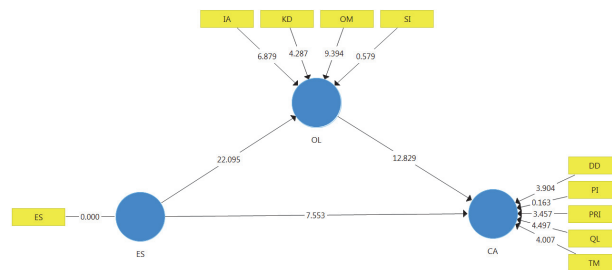 IA KD OM SI
6.879 4.287 9.394 0.579
OL
22.095 12.829
DD
3.904
PI
0.163
ES 0.000 7.553 3.457 PRI
4.497
QL
4.007
ES CA
TM